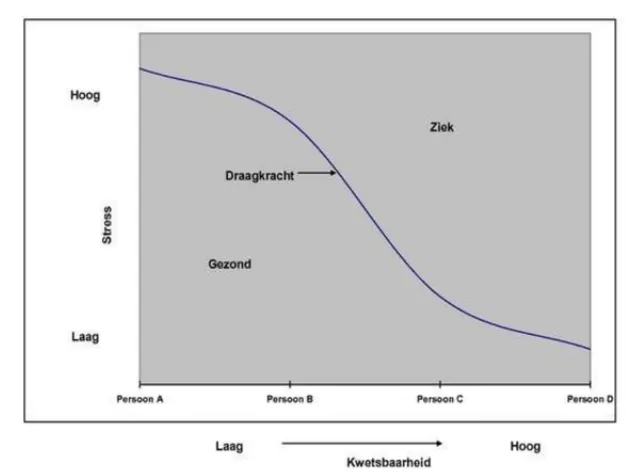 Hoog
Ziek
Draagkracht
Stress
Gezond
Laag
Persoon A
Persoon B
Persoon C
Persoon D
Laag
Hoog
Kwetsbaarheid